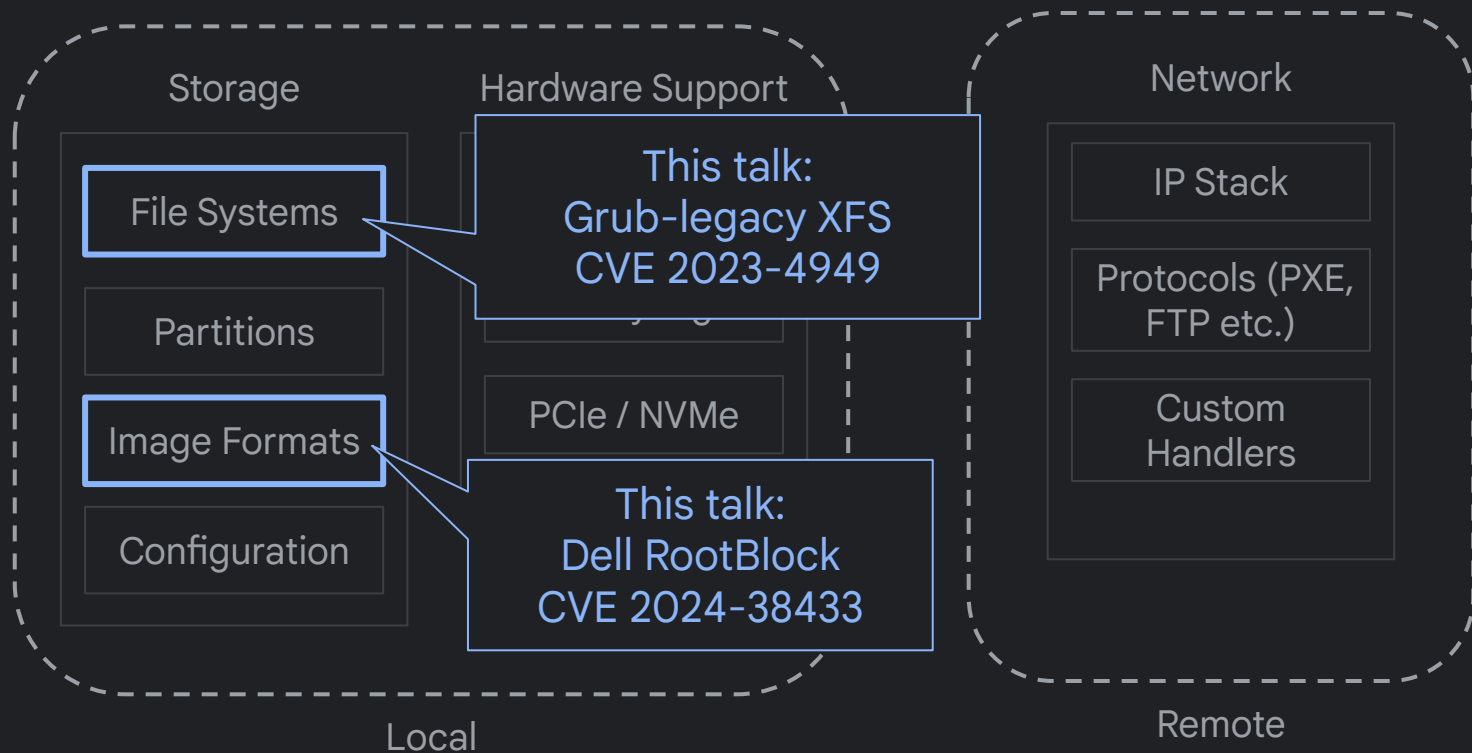 Storage
File Systems
Partitions
Image Formats
Configuration
Hardware Support
This talk:
Grub-legacy XFS
CVE 2023-4949
PCIe / NVMe
This talk:
Dell RootBlock
CVE 2024-38433
Local
Network
IP Stack
Protocols (PXE,
FTP etc.)
Custom
Handlers
Remote